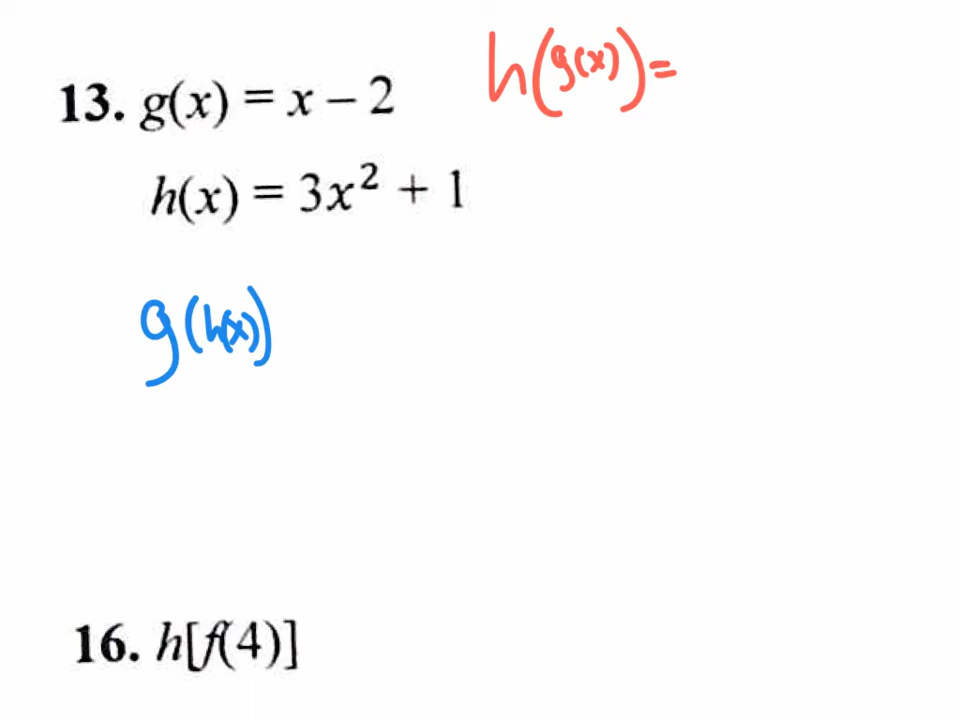 13. g(x) = x – 2
h(g(x)) =
h(x) = 3x² + 1
g(h(x))
16. h[f(4)]